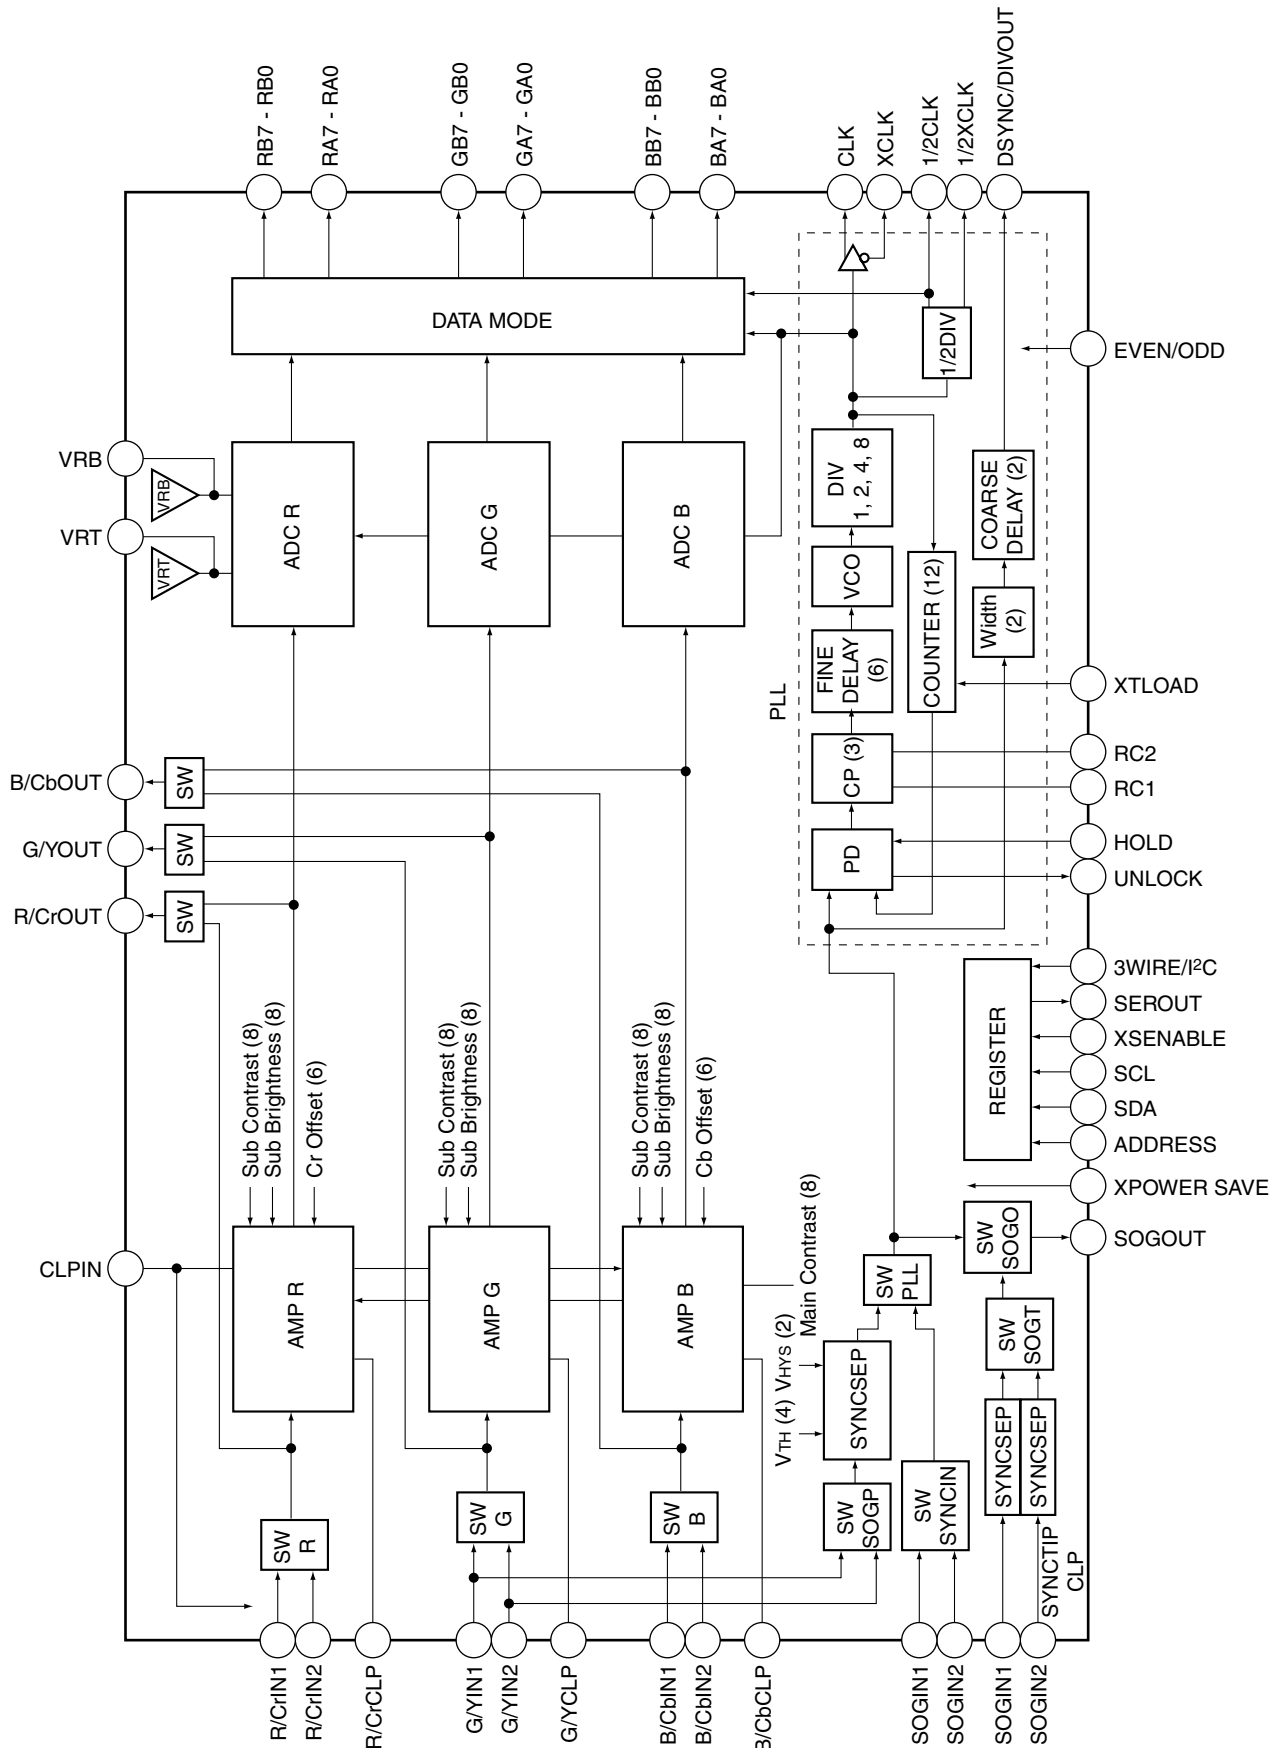 RB7 - RB0
RA7 - RA0
GB7 - GB0
GA7 - GA0
BB7 - BB0
BA7 - BA0
CLK
XCLK
1/2CLK
1/2XCLK
DSYNC/DIVOUT
DATA MODE
1/2DIV
EVEN/ODD
VRB
VRB
VRT
VRT
ADC R
ADC G
ADC B
DIV
1, 2, 4, 8
COARSE
DELAY (2)
VCO
COUNTER (12)
Width
(2)
FINE
DELAY
(6)
PLL
XTLOAD
CP (3)
RC2
RC1
B/CbOUT
SW
G/YOUT
SW
R/CrOUT
SW
PD
HOLD
UNLOCK
Sub Contrast (8)
Sub Brightness (8)
Cr Offset (6)
Sub Contrast (8)
Sub Brightness (8)
Sub Contrast (8)
Sub Brightness (8)
Cb Offset (6)
REGISTER
3WIRE/I²C
SEROUT
XSENABLE
SCL
SDA
ADDRESS
XPOWER SAVE
SOGOUT
CLPIN
AMP R
AMP G
AMP B
Main Contrast (8)
SW
PLL
SW
SOGO
SW
SOGT
VTH (4)
VHYS (2)
SYNCSEP
SYNCSEP
SYNCSEP
SW
R
SW
G
SW
B
SW
SOGP
SW
SYNCIN
SYNCTIP
CLP
R/CrIN1
R/CrIN2
R/CrCLP
G/YIN1
G/YIN2
G/YCLP
B/CbIN1
B/CbIN2
B/CbCLP
SOGIN1
SOGIN2
SOGIN1
SOGIN2